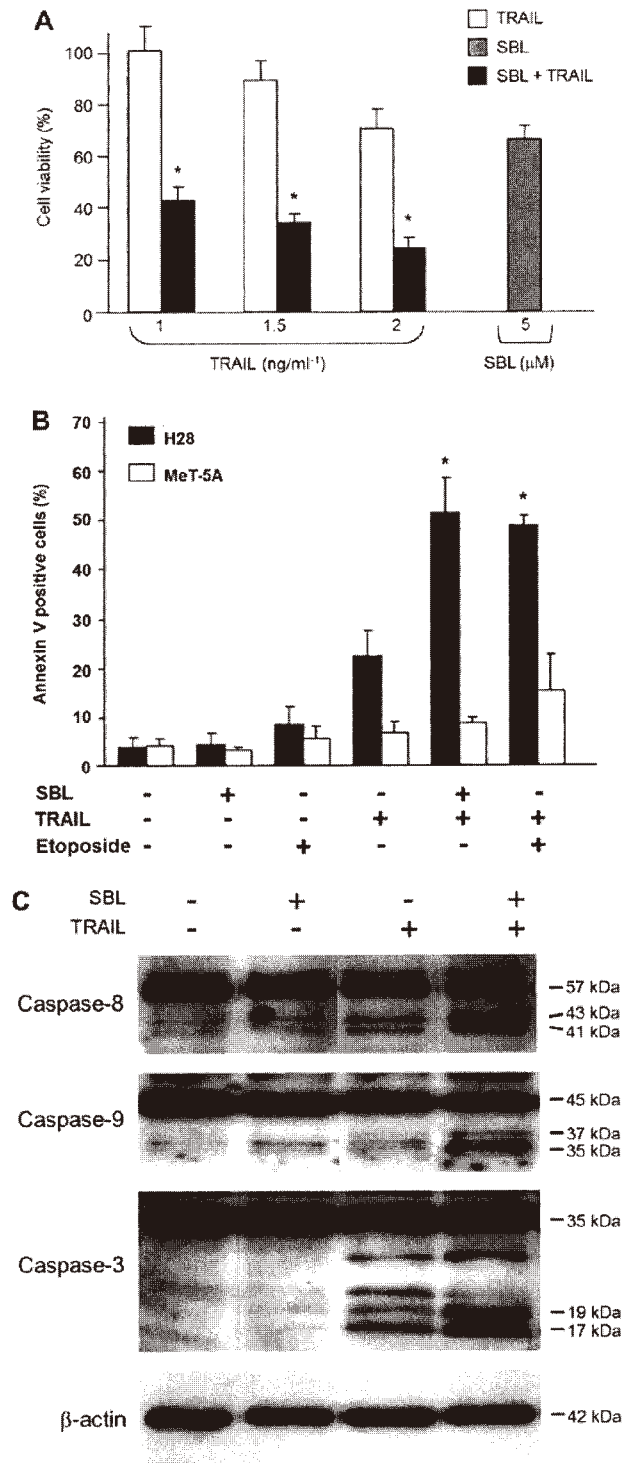 A
TRAIL
SBL
SBL + TRAIL
Cell viability (%)
100
80
60
40
20
0
*
*
*
1
1.5
2
5
TRAIL (ng/ml⁻¹)
SBL (µM)
B
H28
MeT-5A
Annexin V positive cells (%)
70
60
50
40
30
20
10
0
*
*
SBL - + - - + -
TRAIL - - - + + +
Etoposide - - + - - +
C
SBL - + - +
TRAIL - - + +
Caspase-8
57 kDa
43 kDa
41 kDa
Caspase-9
45 kDa
37 kDa
35 kDa
Caspase-3
35 kDa
19 kDa
17 kDa
β-actin
42 kDa